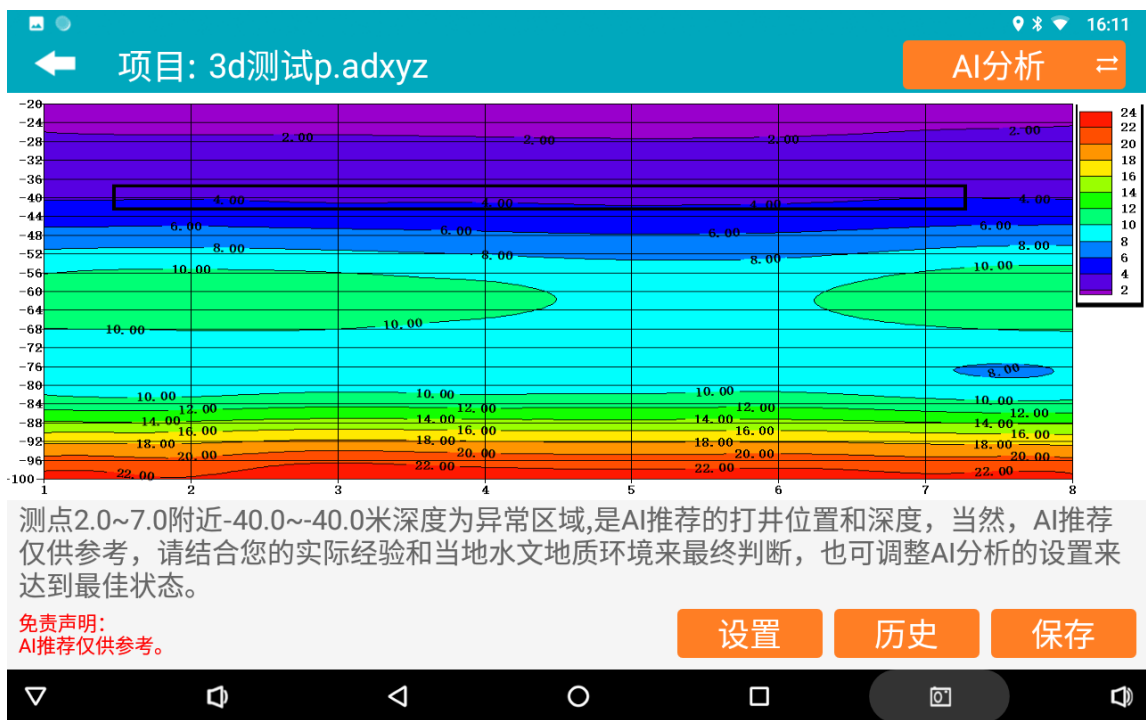 16:11
项目: 3d测试p.adxyz
AI分析
-20
-24
-28
-32
-36
-40
-44
-48
-52
-56
-60
-64
-68
-72
-76
-80
-84
-88
-92
-96
-100
1 2 3 4 5 6 7 8
2.00 2.00 2.00 2.00
4.00 4.00 4.00 4.00
6.00 6.00 6.00 6.00
8.00 8.00 8.00 8.00
10.00 10.00
10.00 10.00
8.00
10.00 10.00 10.00 10.00
12.00 12.00 12.00 12.00
14.00 14.00 14.00 14.00
16.00 16.00 16.00 16.00
18.00 18.00 18.00 18.00
20.00 20.00 20.00 20.00
22.00 22.00 22.00 22.00
24
22
20
18
16
14
12
10
8
6
4
2
测点2.0~7.0附近-40.0~-40.0米深度为异常区域,是AI推荐的打井位置和深度，当然，AI推荐
仅供参考，请结合您的实际经验和当地水文地质环境来最终判断，也可调整AI分析的设置来
达到最佳状态。
免责声明：
AI推荐仅供参考。
设置
历史
保存